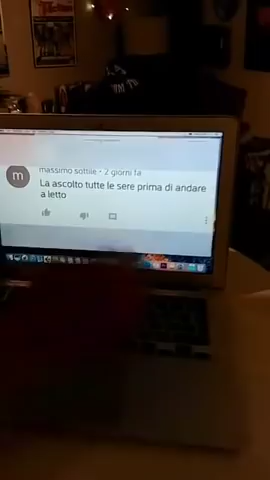 m
massimo sottile • 2 giorni fa
La ascolto tutte le sere prima di andare
a letto